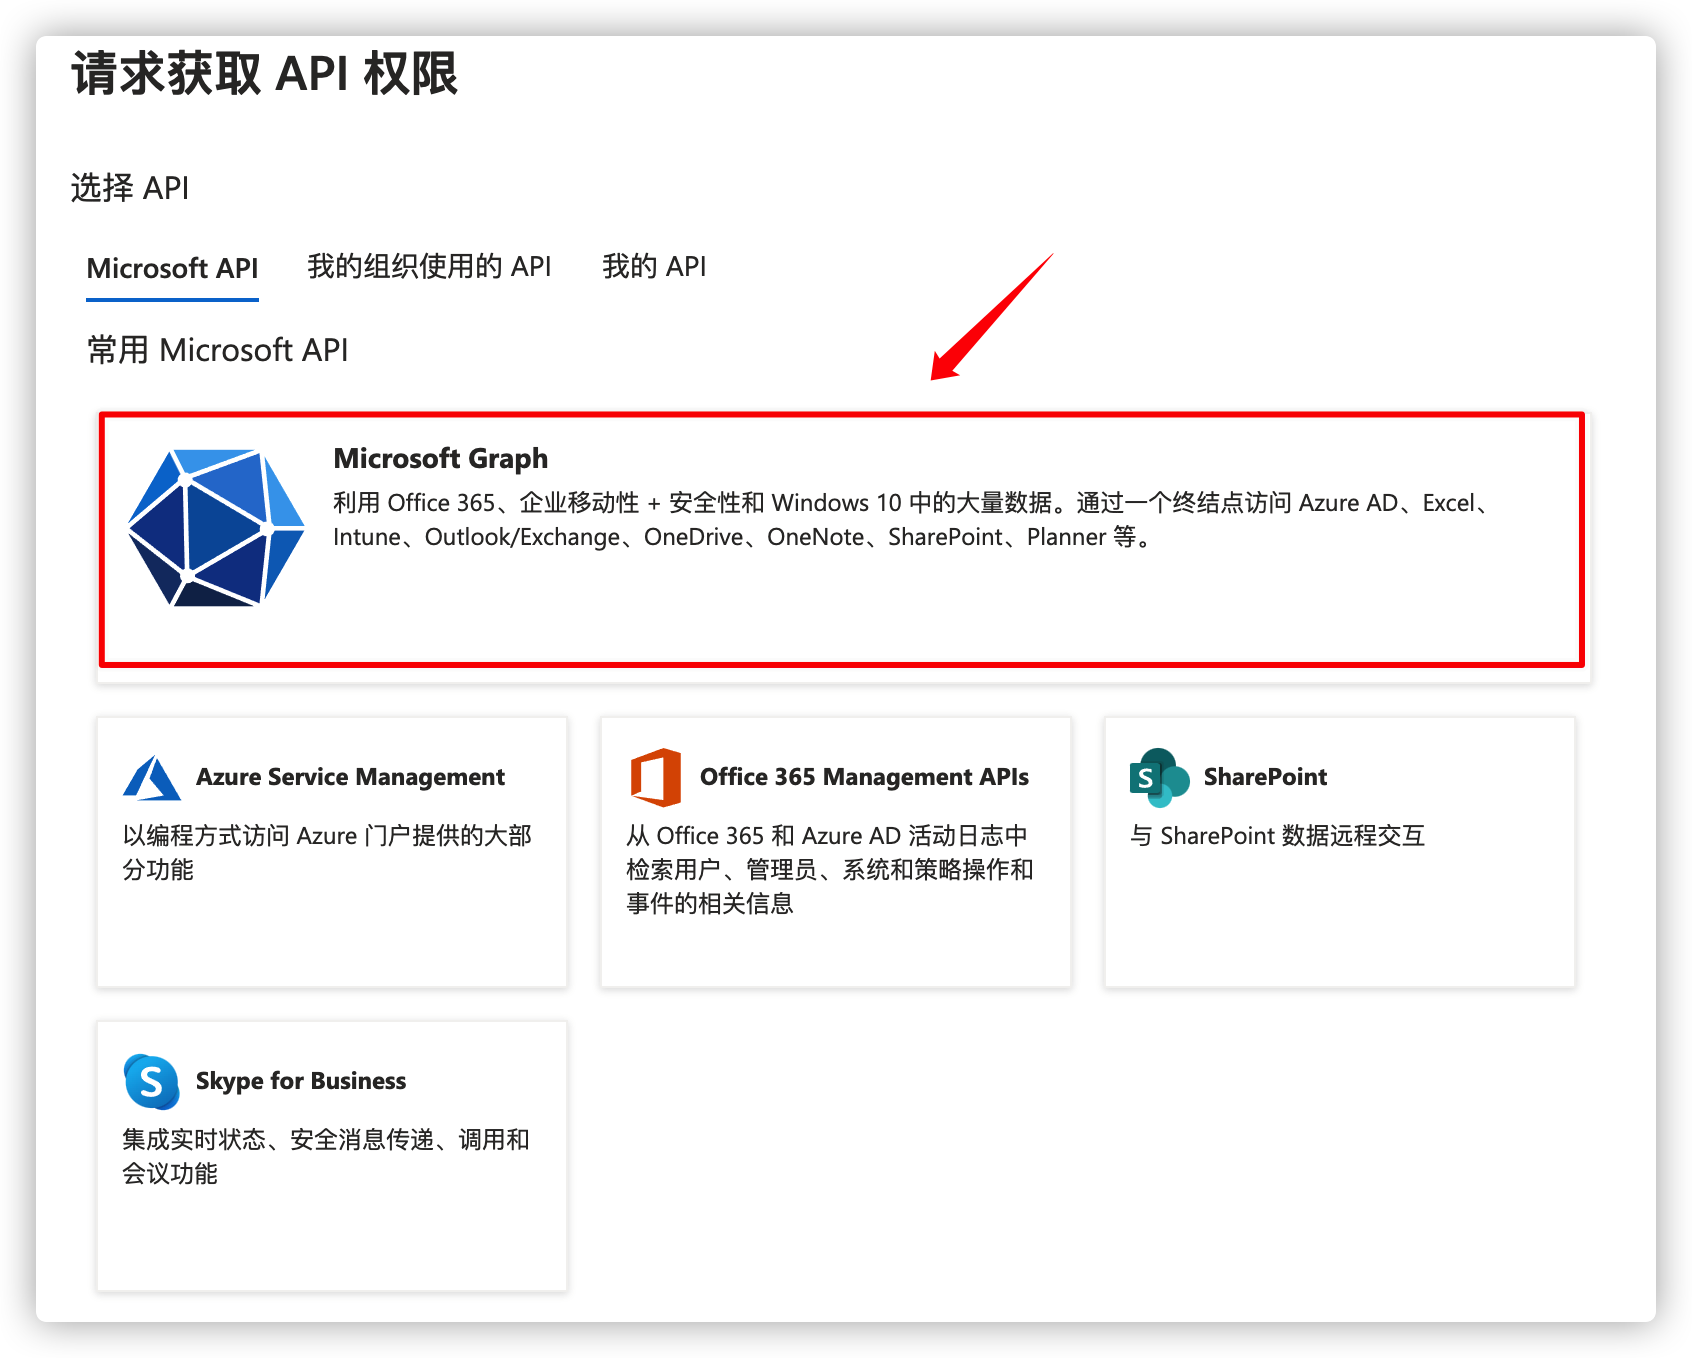 请求获取 API 权限
选择 API
Microsoft API
我的组织使用的 API
我的 API
常用 Microsoft API
Microsoft Graph
利用 Office 365、企业移动性 + 安全性和 Windows 10 中的大量数据。通过一个终结点访问 Azure AD、Excel、
Intune、Outlook/Exchange、OneDrive、OneNote、SharePoint、Planner 等。
Azure Service Management
以编程方式访问 Azure 门户提供的大部
分功能
Office 365 Management APIs
从 Office 365 和 Azure AD 活动日志中
检索用户、管理员、系统和策略操作和
事件的相关信息
S
SharePoint
与 SharePoint 数据远程交互
S
Skype for Business
集成实时状态、安全消息传递、调用和
会议功能